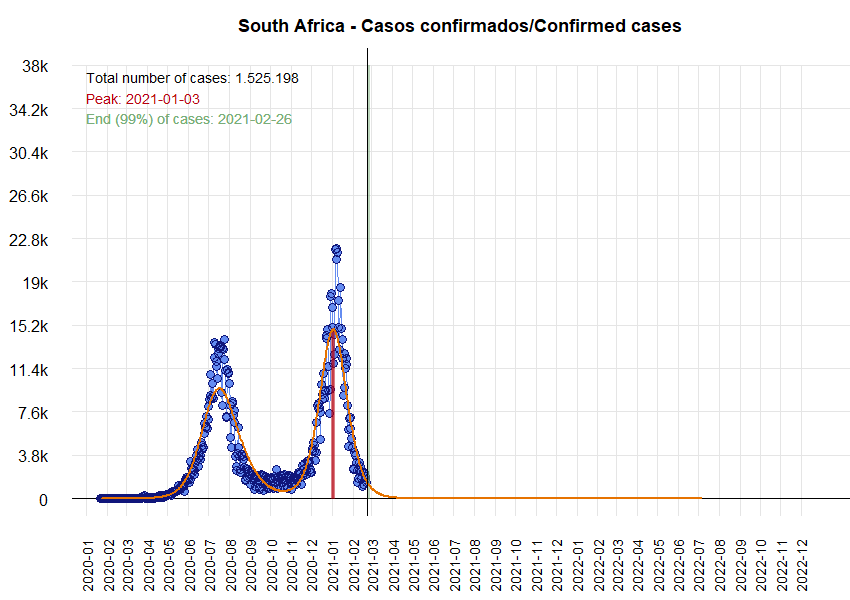 South Africa - Casos confirmados/Confirmed cases
38k
Total number of cases: 1.525.198
Peak: 2021-01-03
34.2k
End (99%) of cases: 2021-02-26
30.4k
26.6k
22.8k
19k
15.2k
11.4k
7.6k
3.8k
0
2020-01
2020-02
2020-03
2020-04
2020-05
2020-06
2020-07
2020-08
2020-09
2020-10
2020-11
2020-12
2021-01
2021-02
2021-03
2021-04
2021-05
2021-06
2021-07
2021-08
2021-09
2021-10
2021-11
2021-12
2022-01
2022-02
2022-03
2022-04
2022-05
2022-06
2022-07
2022-08
2022-09
2022-10
2022-11
2022-12